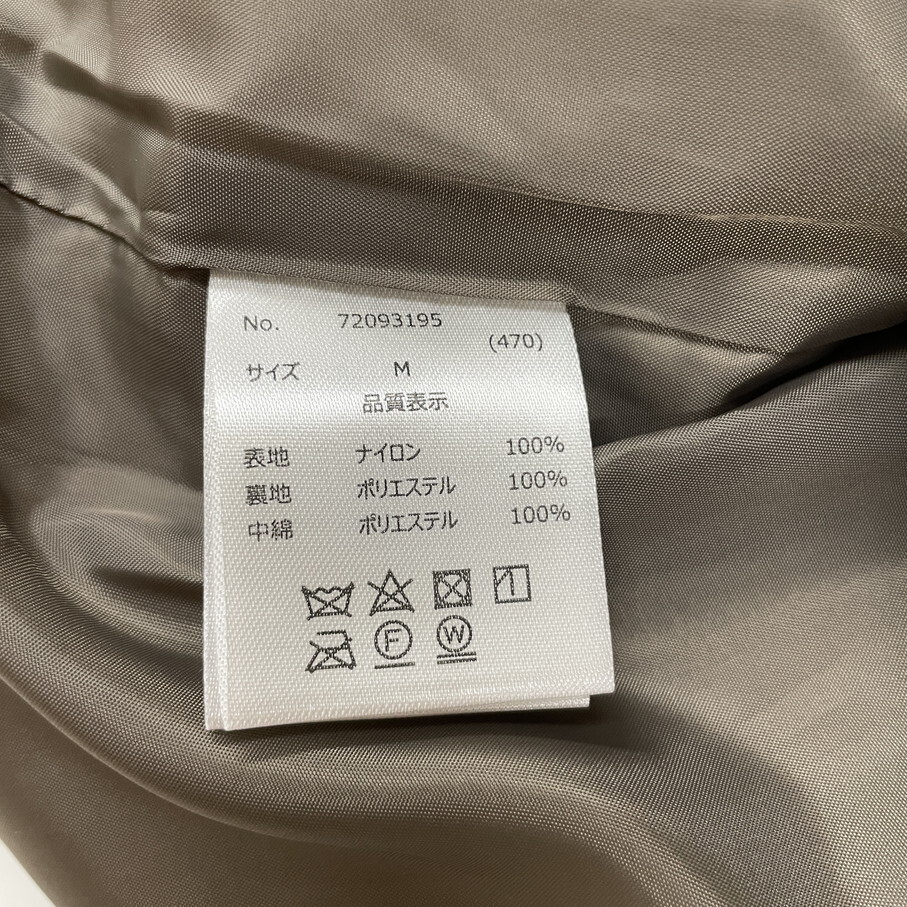 No. 72093195
(470)
サイズ M
品質表示
表地 ナイロン 100%
裏地 ポリエステル 100%
中綿 ポリエステル 100%
F W